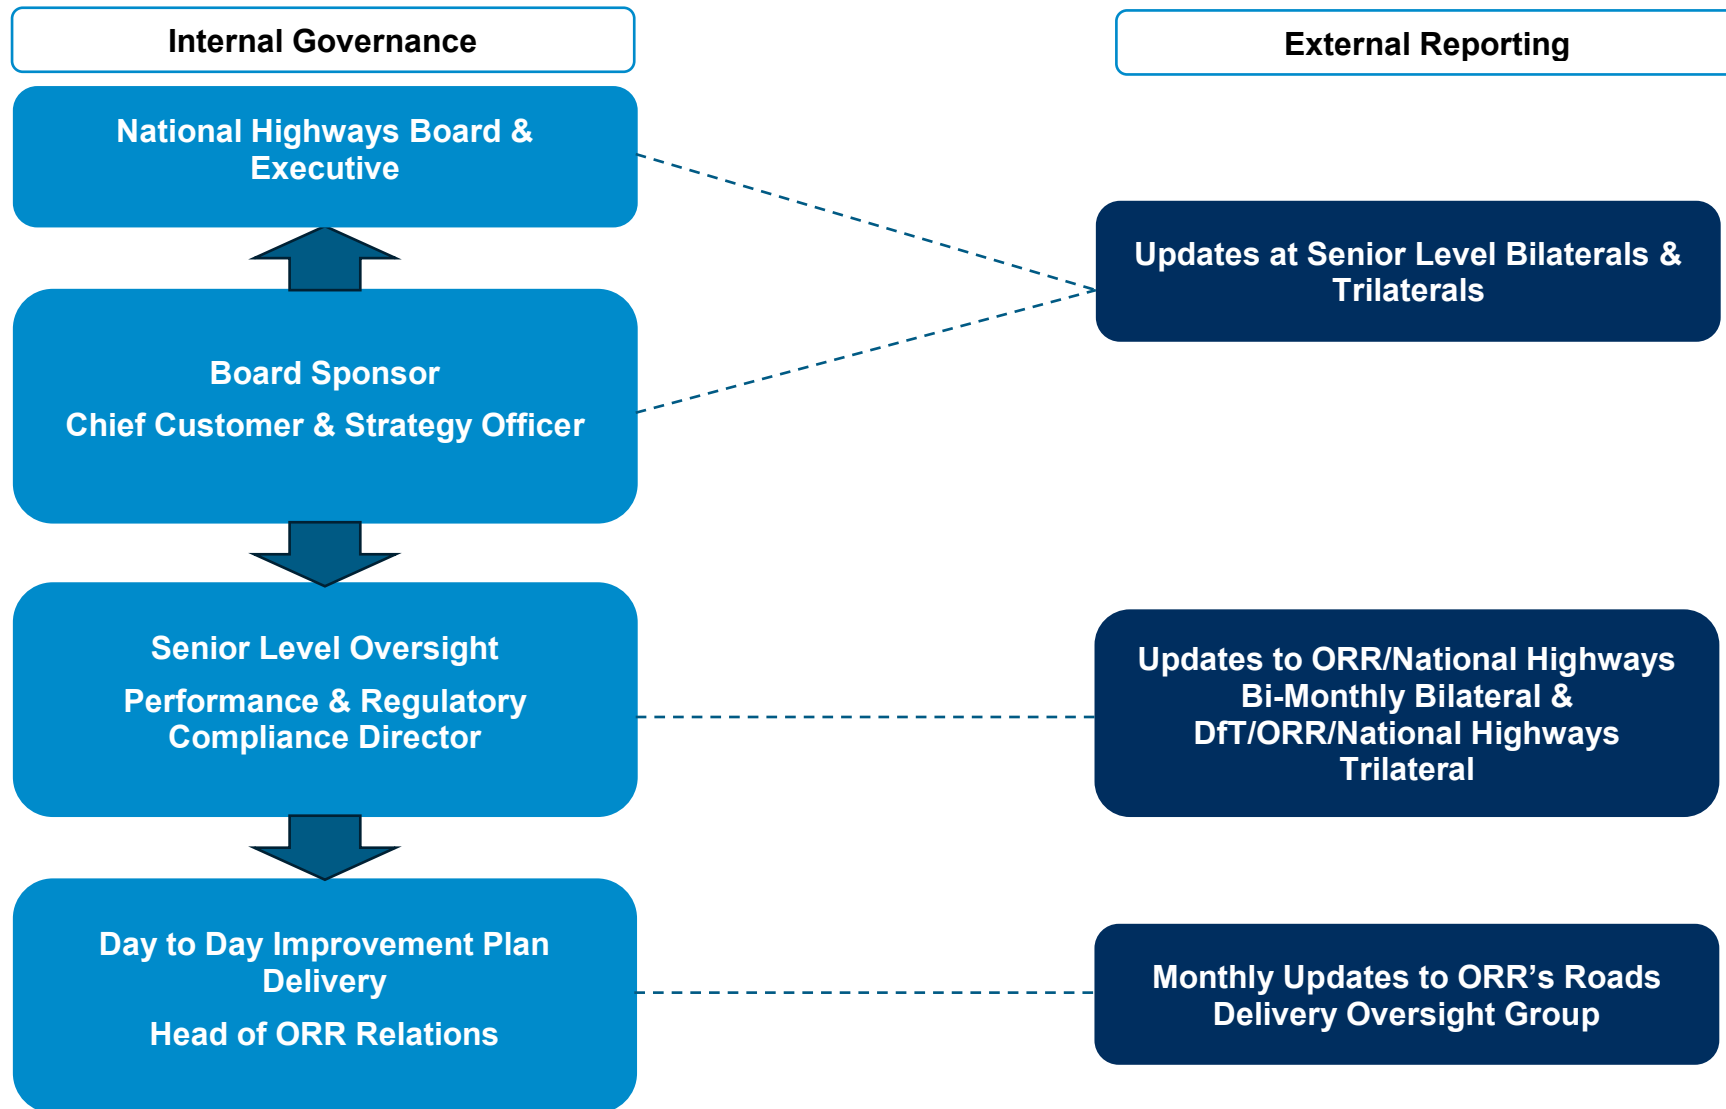 Internal Governance
External Reporting
National Highways Board &
Executive
Updates at Senior Level Bilaterals &
Trilaterals
Board Sponsor
Chief Customer & Strategy Officer
Senior Level Oversight
Performance & Regulatory
Compliance Director
Updates to ORR/National Highways
Bi-Monthly Bilateral &
DfT/ORR/National Highways
Trilateral
Day to Day Improvement Plan
Delivery
Head of ORR Relations
Monthly Updates to ORR’s Roads
Delivery Oversight Group